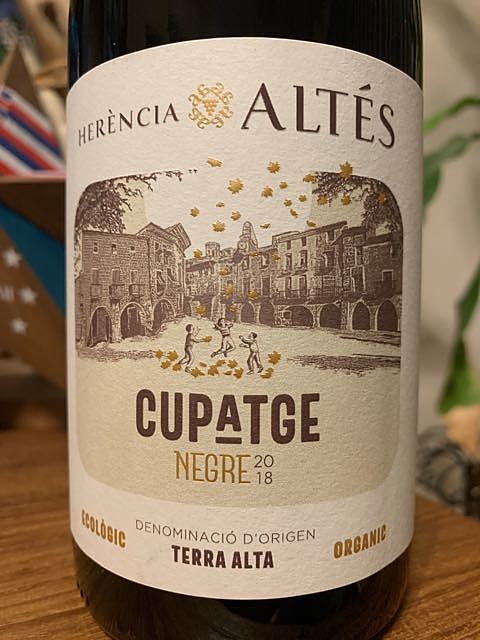 HERÈNCIA ALTÉS
CUPATGE
NEGRE 2018
ECOLÒGIC
DENOMINACIÓ D'ORIGEN
TERRA ALTA
ORGANIC